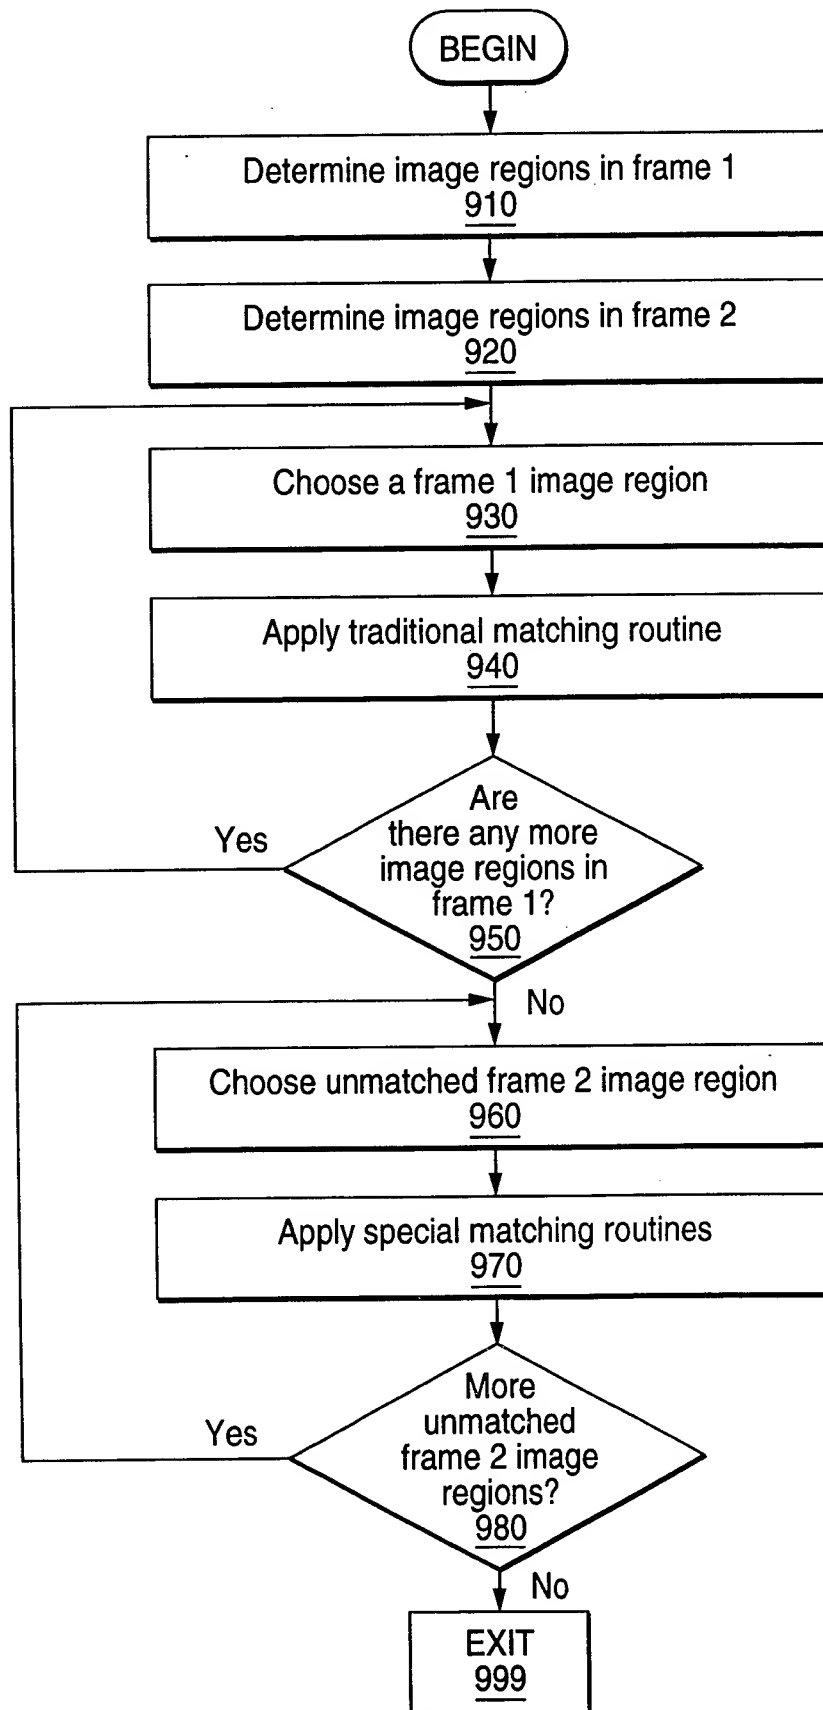 BEGIN
Determine image regions in frame 1
910
Determine image regions in frame 2
920
Choose a frame 1 image region
930
Apply traditional matching routine
940
Are
there any more
image regions in
frame 1?
950
Yes
No
Choose unmatched frame 2 image region
960
Apply special matching routines
970
More
unmatched
frame 2 image
regions?
980
Yes
No
EXIT
999